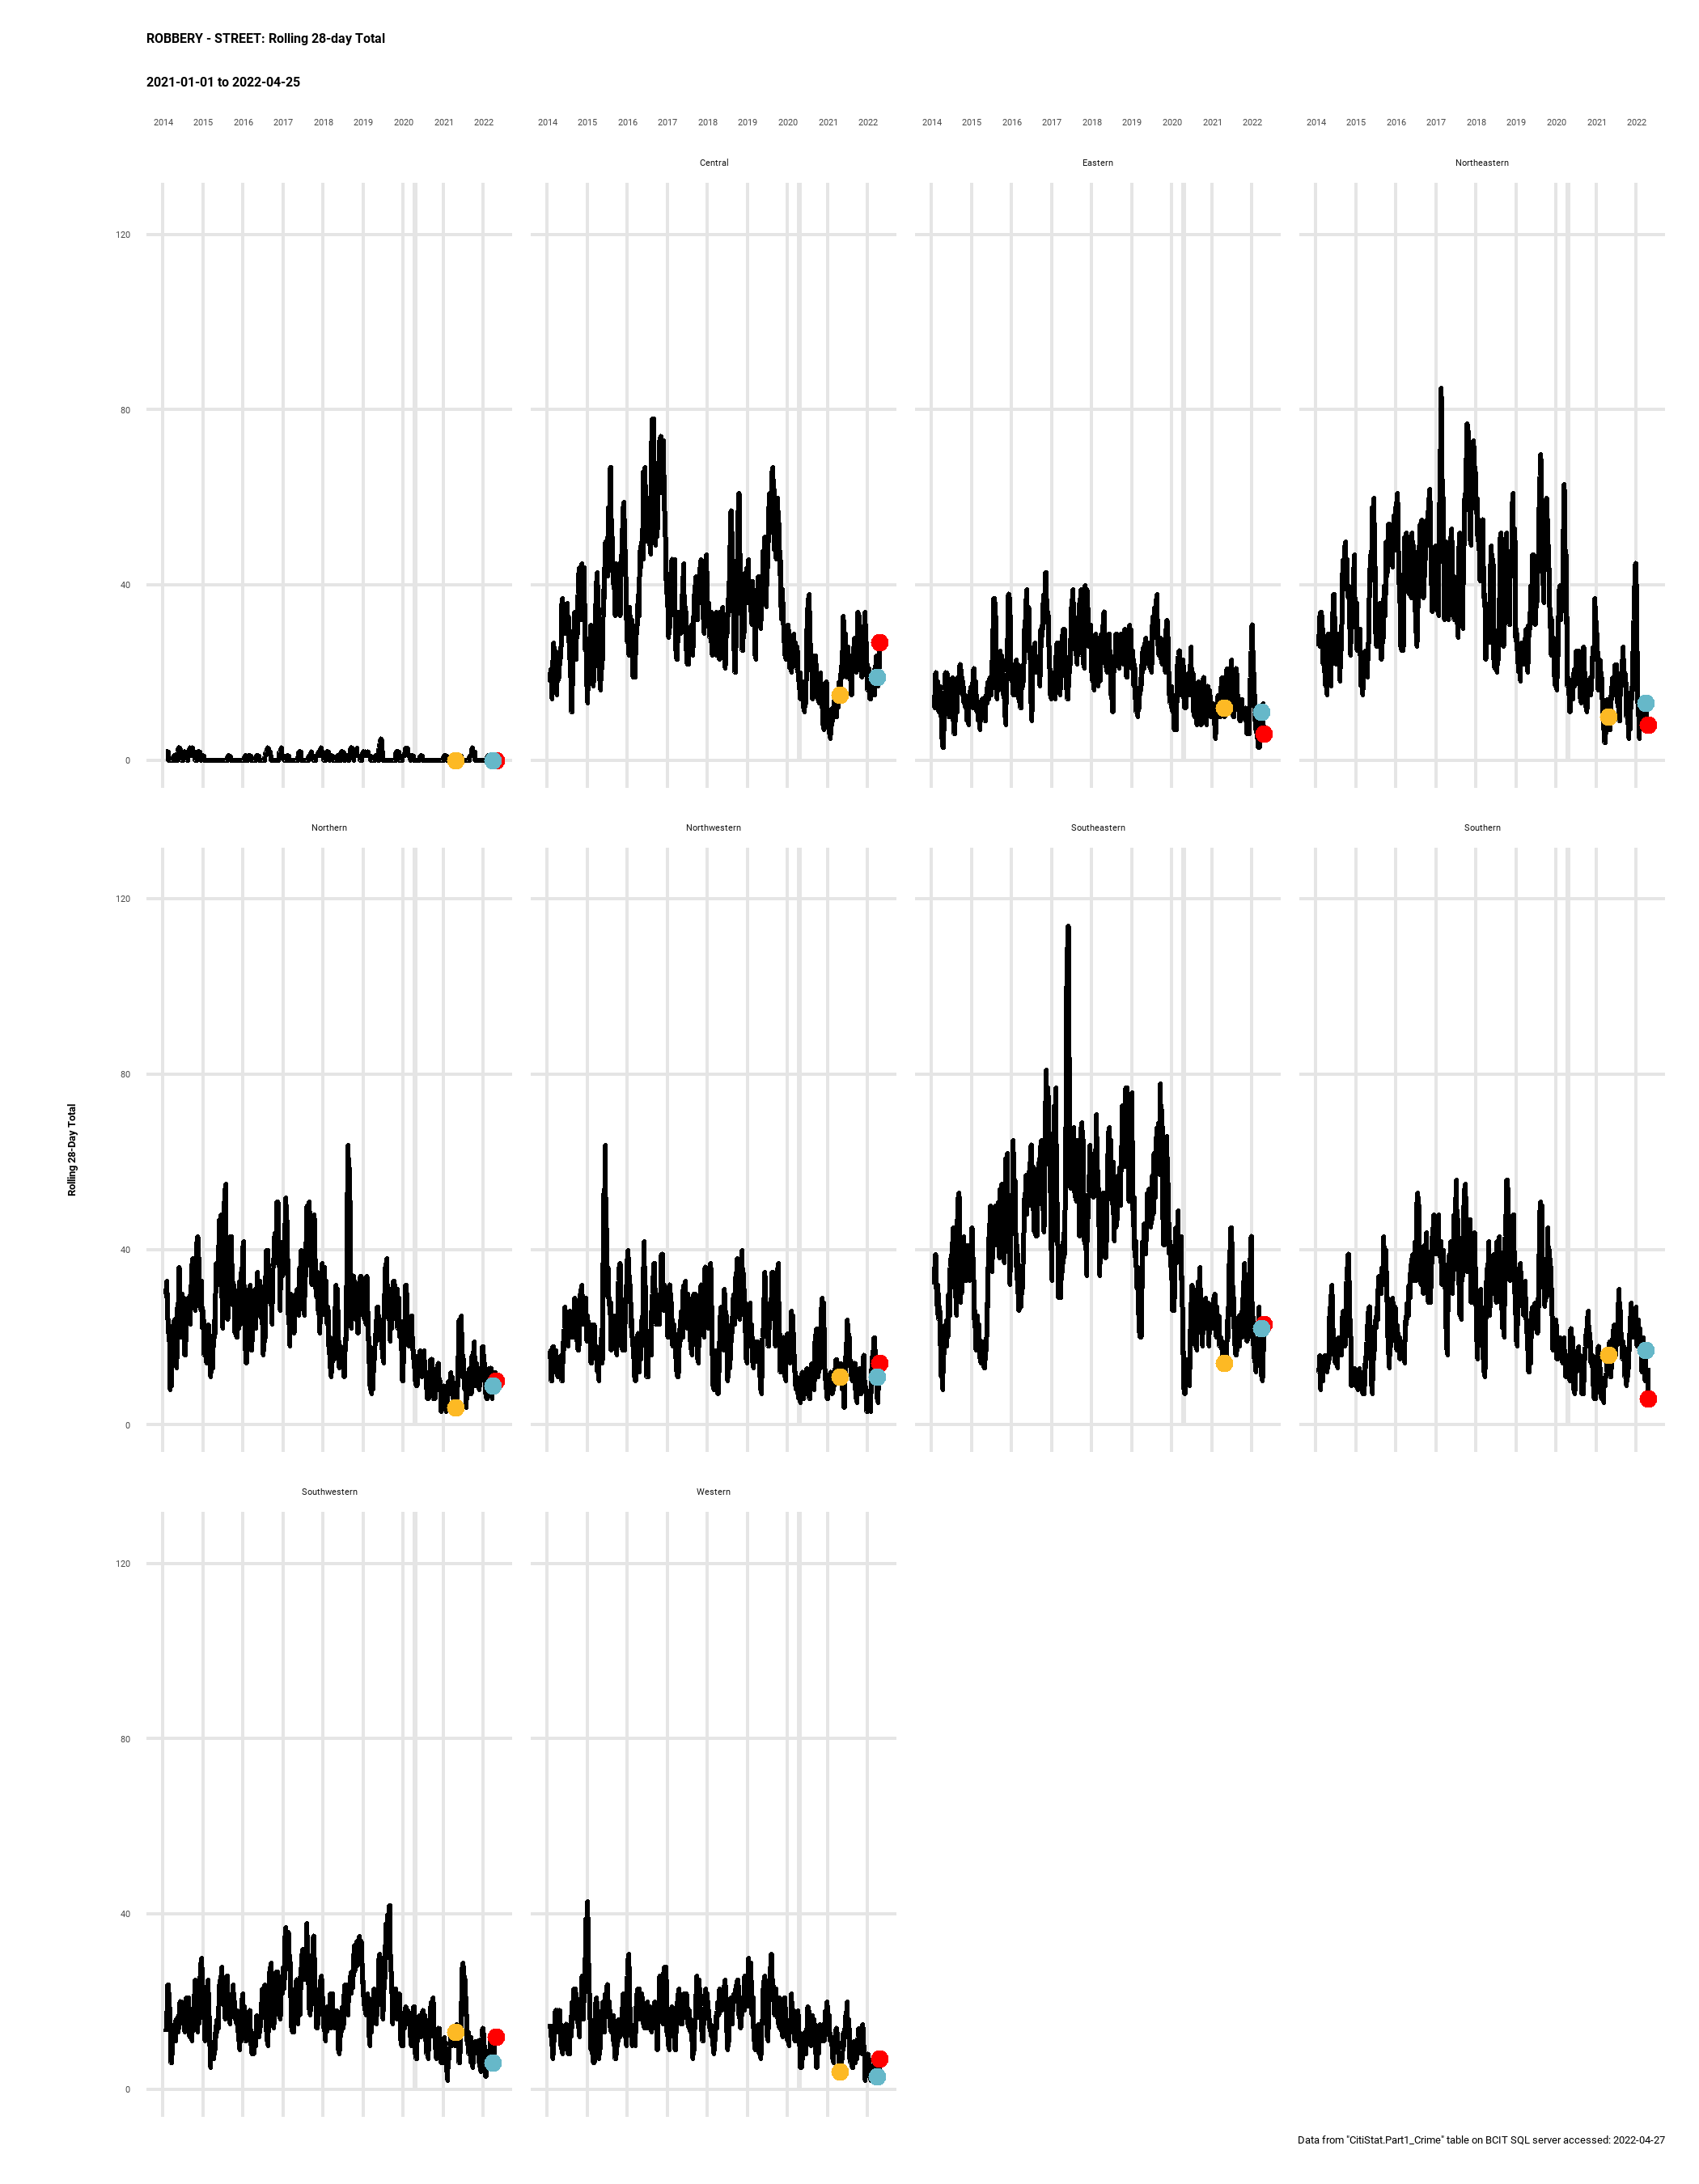 ROBBERY - STREET: Rolling 28-day Total
2021-01-01 to 2022-04-25
2014 2015 2016 2017 2018 2019 2020 2021 2022 2014 2015 2016 2017 2018 2019 2020 2021 2022 2014 2015 2016 2017 2018 2019 2020 2021 2022 2014 2015 2016 2017 2018 2019 2020 2021 2022
Central Eastern Northeastern
120
80
40
0
Northern Northwestern Southeastern Southern
120
80
40
0
Rolling 28-Day Total
Southwestern Western
120
80
40
0
Data from "CitiStat.Part1_Crime" table on BCIT SQL server accessed: 2022-04-27